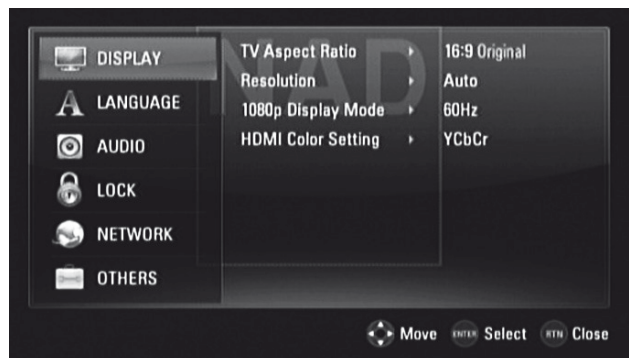 NAD
DISPLAY
LANGUAGE
AUDIO
LOCK
NETWORK
OTHERS
TV Aspect Ratio 16:9 Original
Resolution Auto
1080p Display Mode 60Hz
HDMI Color Setting YCbCr
Move ENTER Select RTN Close